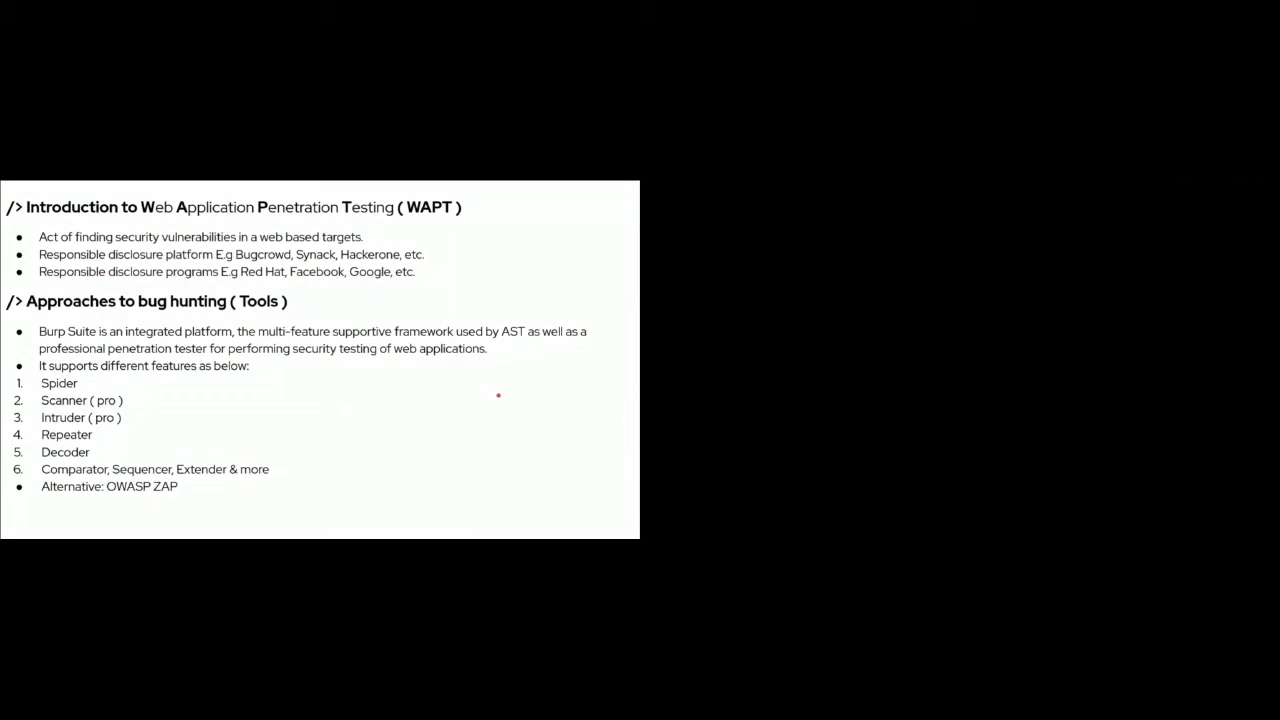 /> Introduction to Web Application Penetration Testing ( WAPT )
● Act of finding security vulnerabilities in a web based targets.
● Responsible disclosure platform E.g Bugcrowd, Synack, Hackerone, etc.
● Responsible disclosure programs E.g Red Hat, Facebook, Google, etc.
/> Approaches to bug hunting ( Tools )
● Burp Suite is an integrated platform, the multi-feature supportive framework used by AST as well as a
professional penetration tester for performing security testing of web applications.
● It supports different features as below:
1. Spider
2. Scanner ( pro )
3. Intruder ( pro )
4. Repeater
5. Decoder
6. Comparator, Sequencer, Extender & more
● Alternative: OWASP ZAP